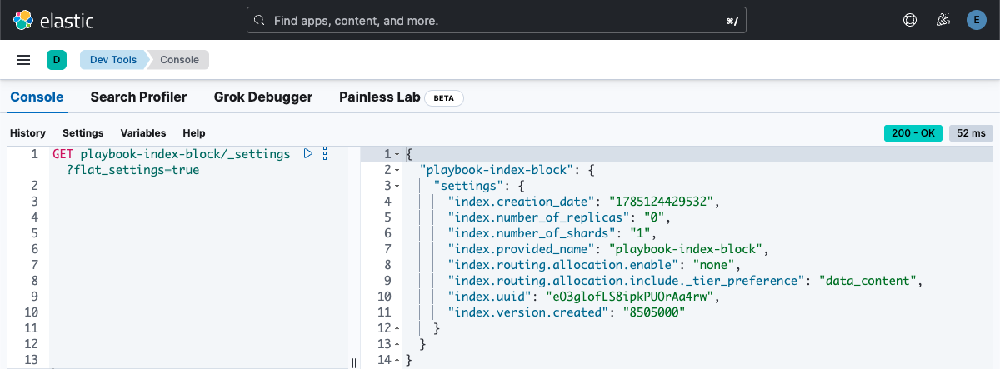 elastic
Find apps, content, and more.
⌘/
E
D
Dev Tools
Console
Console
Search Profiler
Grok Debugger
Painless Lab
BETA
History
Settings
Variables
Help
200 - OK
52 ms
1 GET playbook-index-block/_settings
?flat_settings=true
2
3
4
5
6
7
8
9
10
11
12
13
1 {
2 "playbook-index-block": {
3 "settings": {
4 "index.creation_date": "1785124429532",
5 "index.number_of_replicas": "0",
6 "index.number_of_shards": "1",
7 "index.provided_name": "playbook-index-block",
8 "index.routing.allocation.enable": "none",
9 "index.routing.allocation.include._tier_preference": "data_content",
10 "index.uuid": "eO3glofLS8ipkPUOrAa4rw",
11 "index.version.created": "8505000"
12 }
13 }
14 }